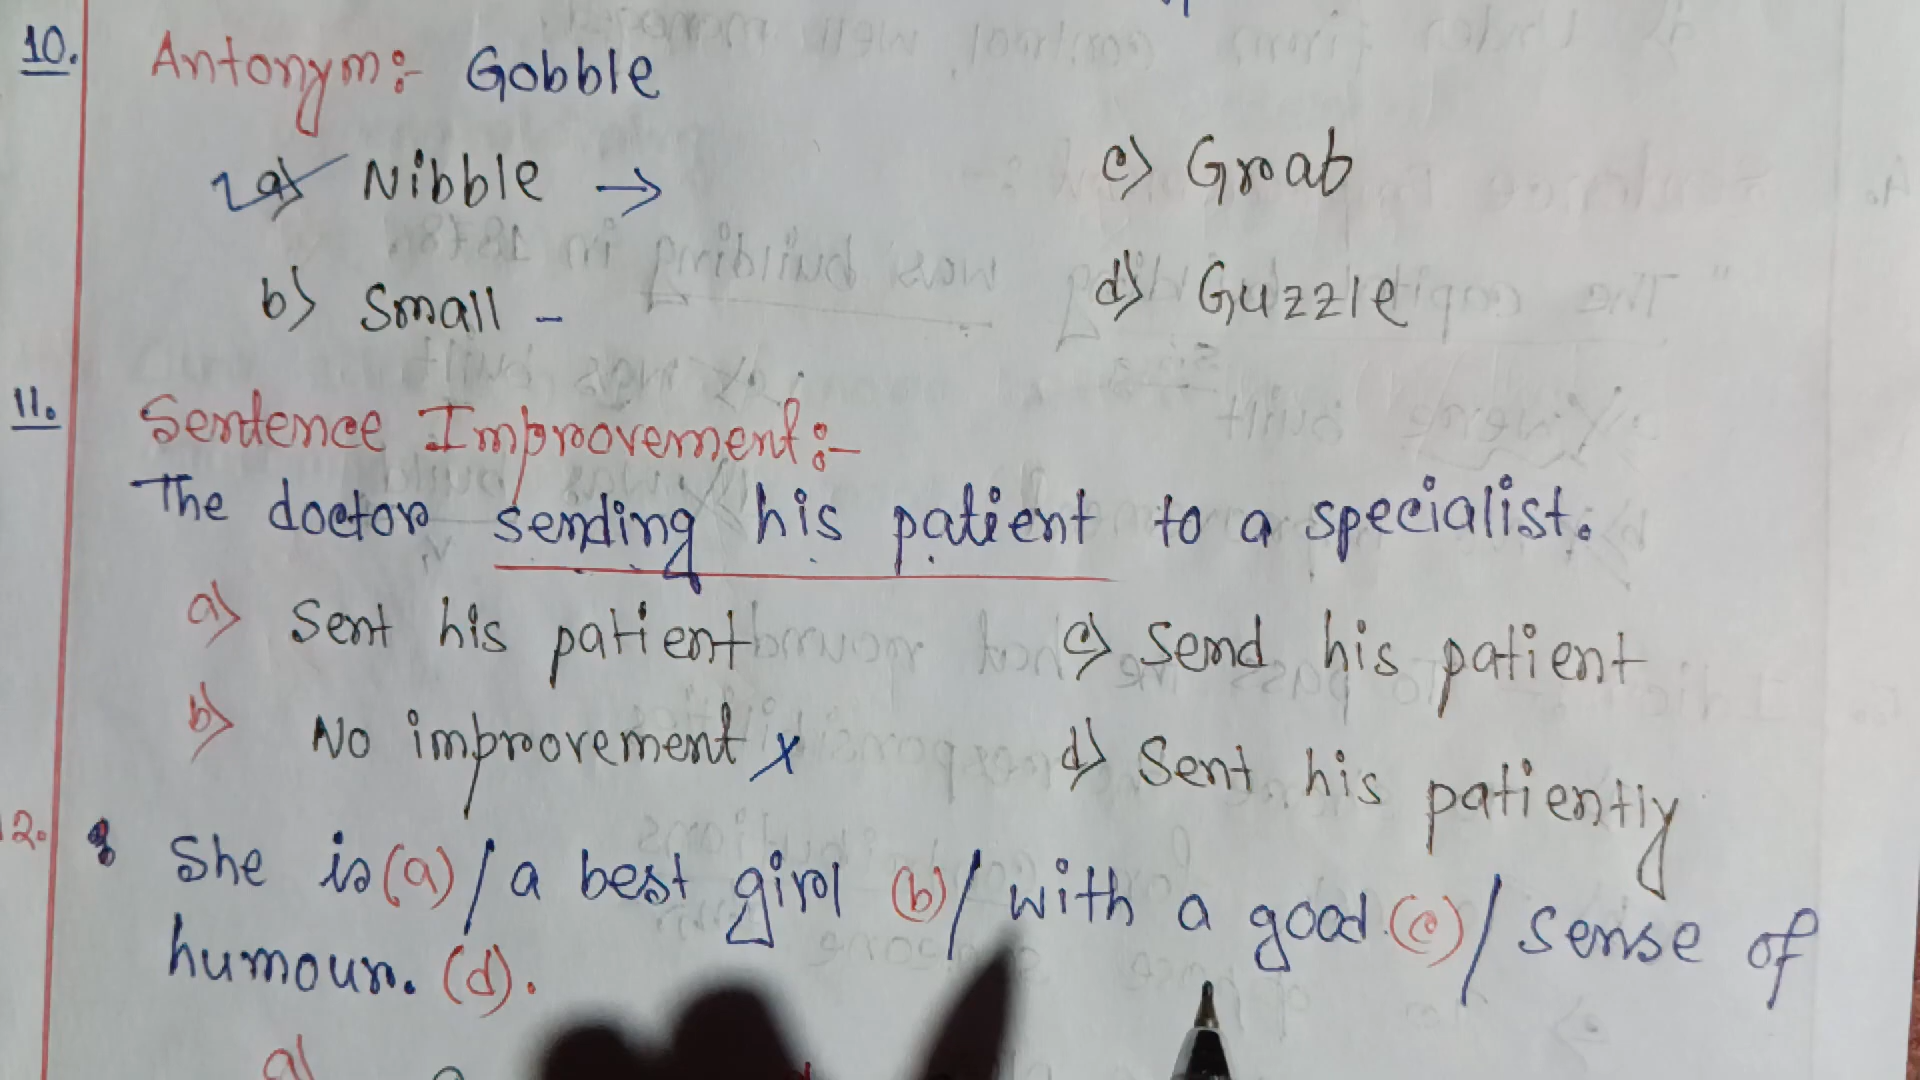 10. Antonym:- Gobble
a) Nibble → c) Grab
b) Small - d) Guzzle
11. Sentence Improvement:-
The doctor sending his patient to a specialist.
a) Sent his patient c) Send his patient
b) No improvement x d) Sent his patiently
12. She is (a) / a best girl (b) / with a good (c) / sense of
humour. (d).
a)